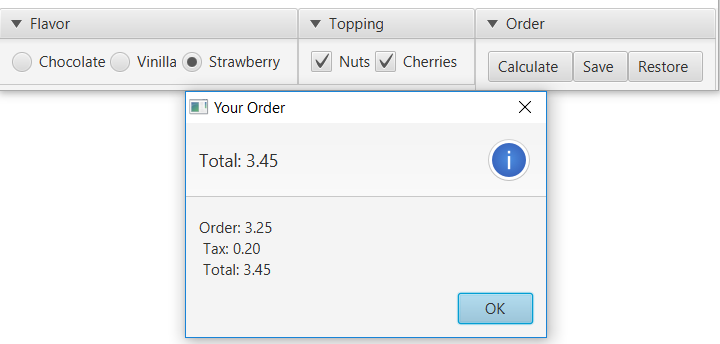 Flavor Topping Order
Chocolate Vinilla Strawberry Nuts Cherries Calculate Save Restore
Your Order
Total: 3.45
Order: 3.25
Tax: 0.20
Total: 3.45
OK